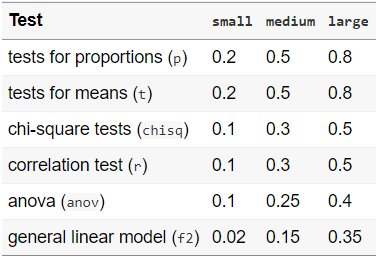 Test small medium large
tests for proportions (p) 0.2 0.5 0.8
tests for means (t) 0.2 0.5 0.8
chi-square tests (chisq) 0.1 0.3 0.5
correlation test (r) 0.1 0.3 0.5
anova (anov) 0.1 0.25 0.4
general linear model (f2) 0.02 0.15 0.35